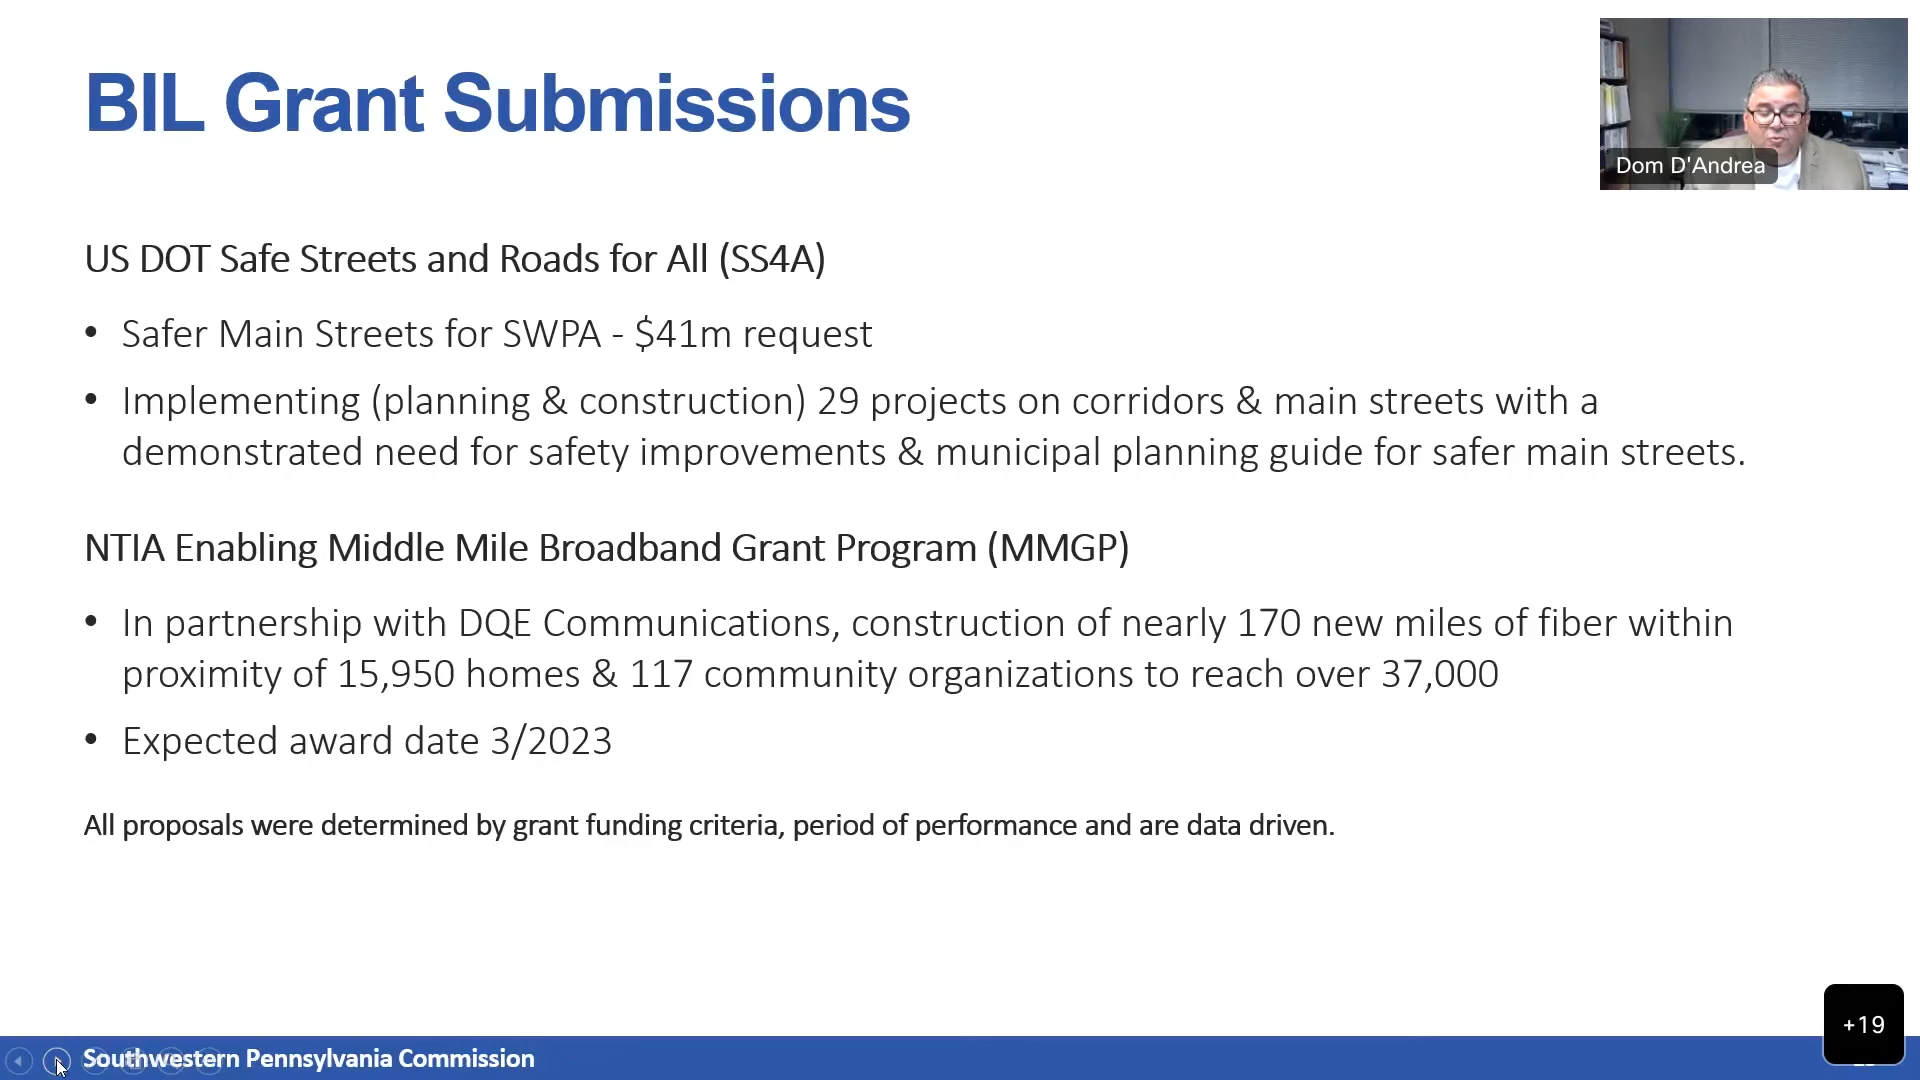 BIL Grant Submissions
Dom D'Andrea
US DOT Safe Streets and Roads for All (SS4A)
• Safer Main Streets for SWPA - $41m request
• Implementing (planning & construction) 29 projects on corridors & main streets with a
demonstrated need for safety improvements & municipal planning guide for safer main streets.
NTIA Enabling Middle Mile Broadband Grant Program (MMGP)
• In partnership with DQE Communications, construction of nearly 170 new miles of fiber within
proximity of 15,950 homes & 117 community organizations to reach over 37,000
• Expected award date 3/2023
All proposals were determined by grant funding criteria, period of performance and are data driven.
+19
Southwestern Pennsylvania Commission